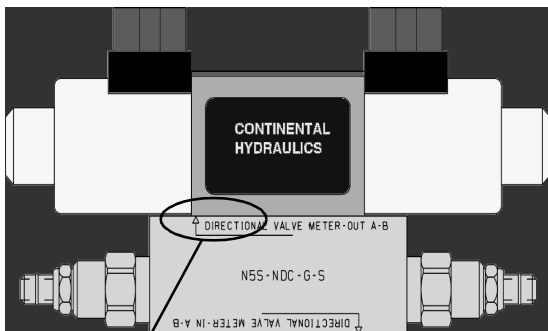 CONTINENTAL
HYDRAULICS
DIRECTIONAL VALVE METER-OUT A-B
N5S-NDC-G-S
DIRECTIONAL VALVE METER-IN A-B